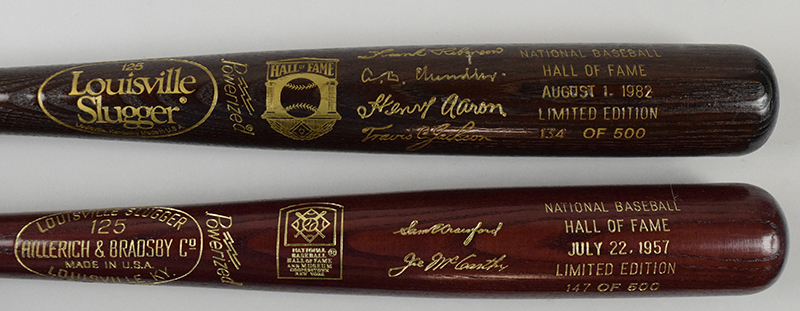 125
Louisville
Slugger®
Powerized
HALL OF FAME
Frank Robinson
A.B. Chandler
Henry Aaron
Travis C. Jackson
NATIONAL BASEBALL
HALL OF FAME
AUGUST 1, 1982
LIMITED EDITION
134 OF 500
LOUISVILLE SLUGGER
125
HILLERICH & BRADSBY Cº
MADE IN U.S.A.
LOUISVILLE, KY.
Powerized
NATIONAL
BASEBALL
HALL OF FAME
AND MUSEUM
COOPERSTOWN
NEW YORK
®
Sam Crawford
Joe McCarthy
NATIONAL BASEBALL
HALL OF FAME
JULY 22, 1957
LIMITED EDITION
147 OF 500